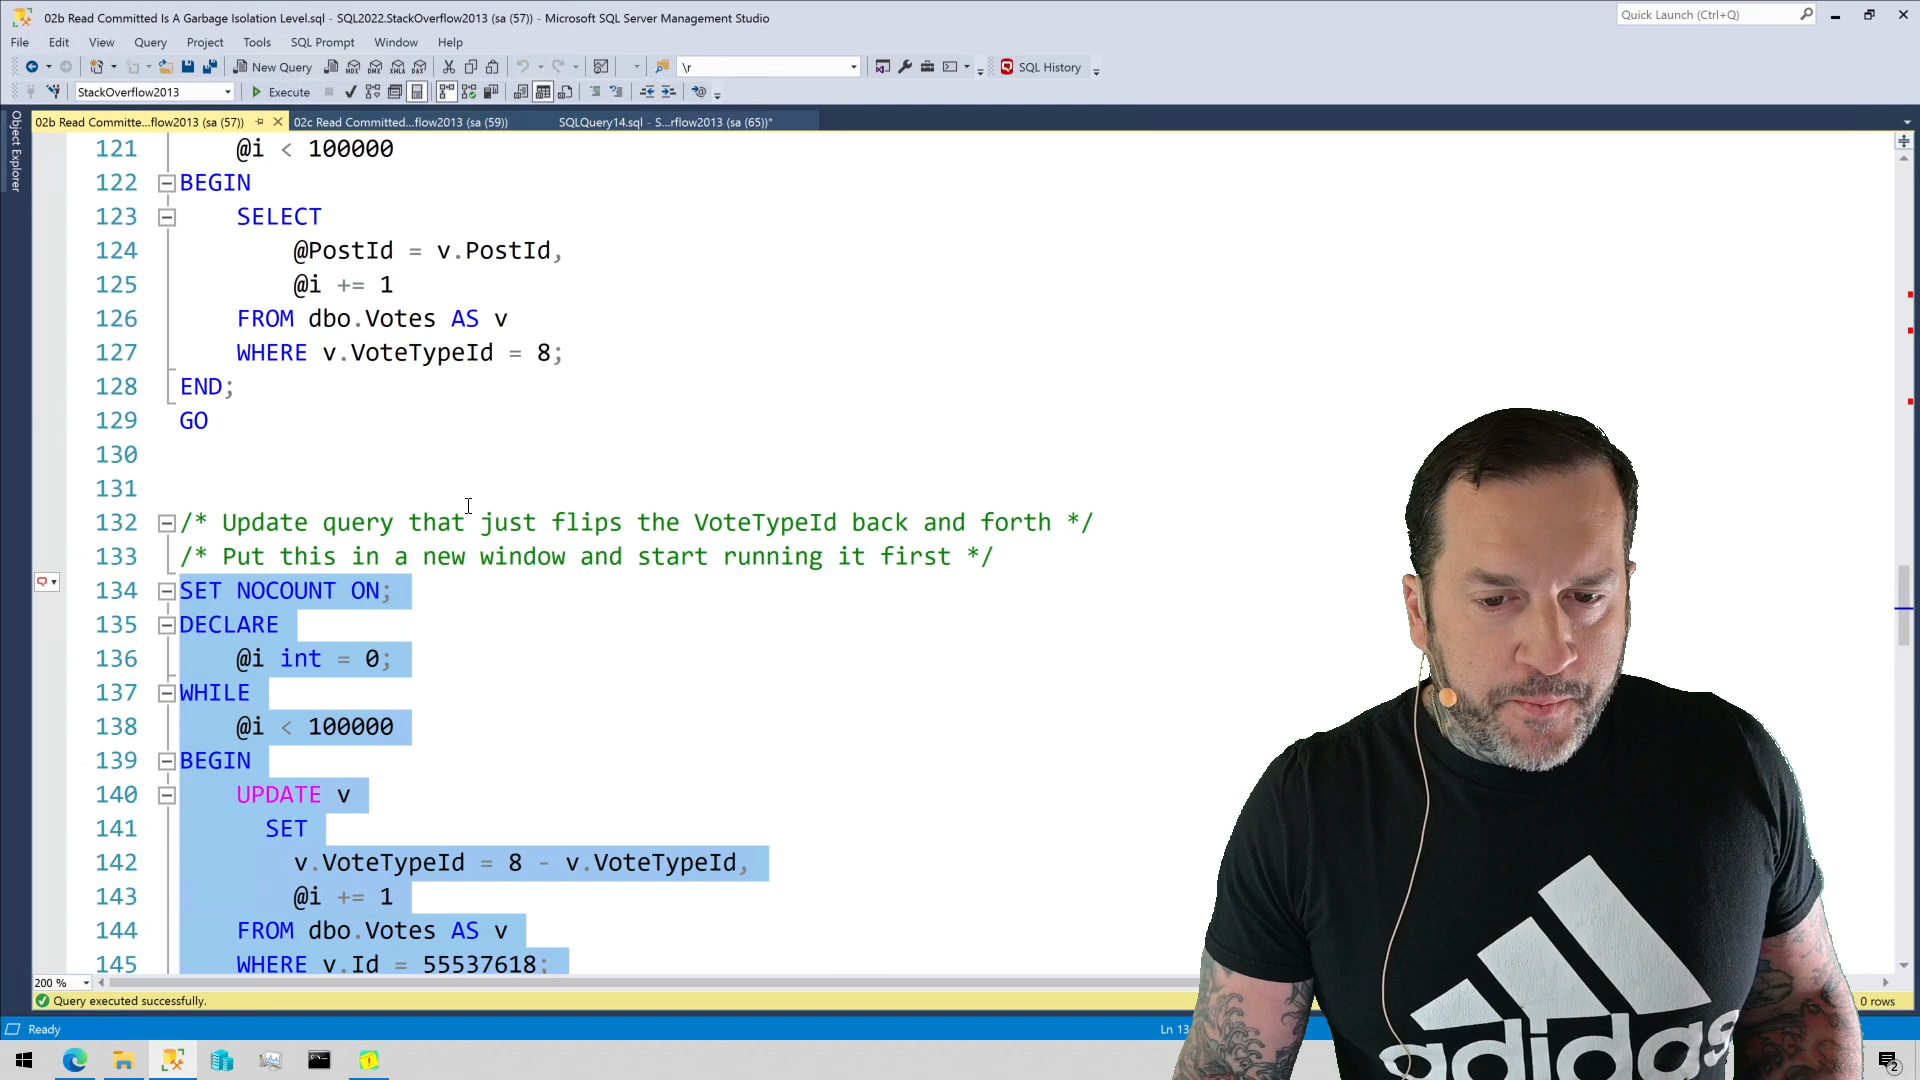 02b Read Committed Is A Garbage Isolation Level.sql - SQL2022.StackOverflow2013 (sa (57)) - Microsoft SQL Server Management Studio
Quick Launch (Ctrl+Q)
File Edit View Query Project Tools SQL Prompt Window Help
New Query
\r
SQL History
StackOverflow2013
Execute
02b Read Committe...flow2013 (sa (57))
02c Read Committed...flow2013 (sa (59))
SQLQuery14.sql - S...rflow2013 (sa (65))*
Object Explorer
121 @i < 100000
122 BEGIN
123 SELECT
124 @PostId = v.PostId,
125 @i += 1
126 FROM dbo.Votes AS v
127 WHERE v.VoteTypeId = 8;
128 END;
129 GO
130
131
132 /* Update query that just flips the VoteTypeId back and forth */
133 /* Put this in a new window and start running it first */
134 SET NOCOUNT ON;
135 DECLARE
136 @i int = 0;
137 WHILE
138 @i < 100000
139 BEGIN
140 UPDATE v
141 SET
142 v.VoteTypeId = 8 - v.VoteTypeId,
143 @i += 1
144 FROM dbo.Votes AS v
145 WHERE v.Id = 55537618;
200 %
Query executed successfully.
0 rows
Ready
Ln 13
adidas
2